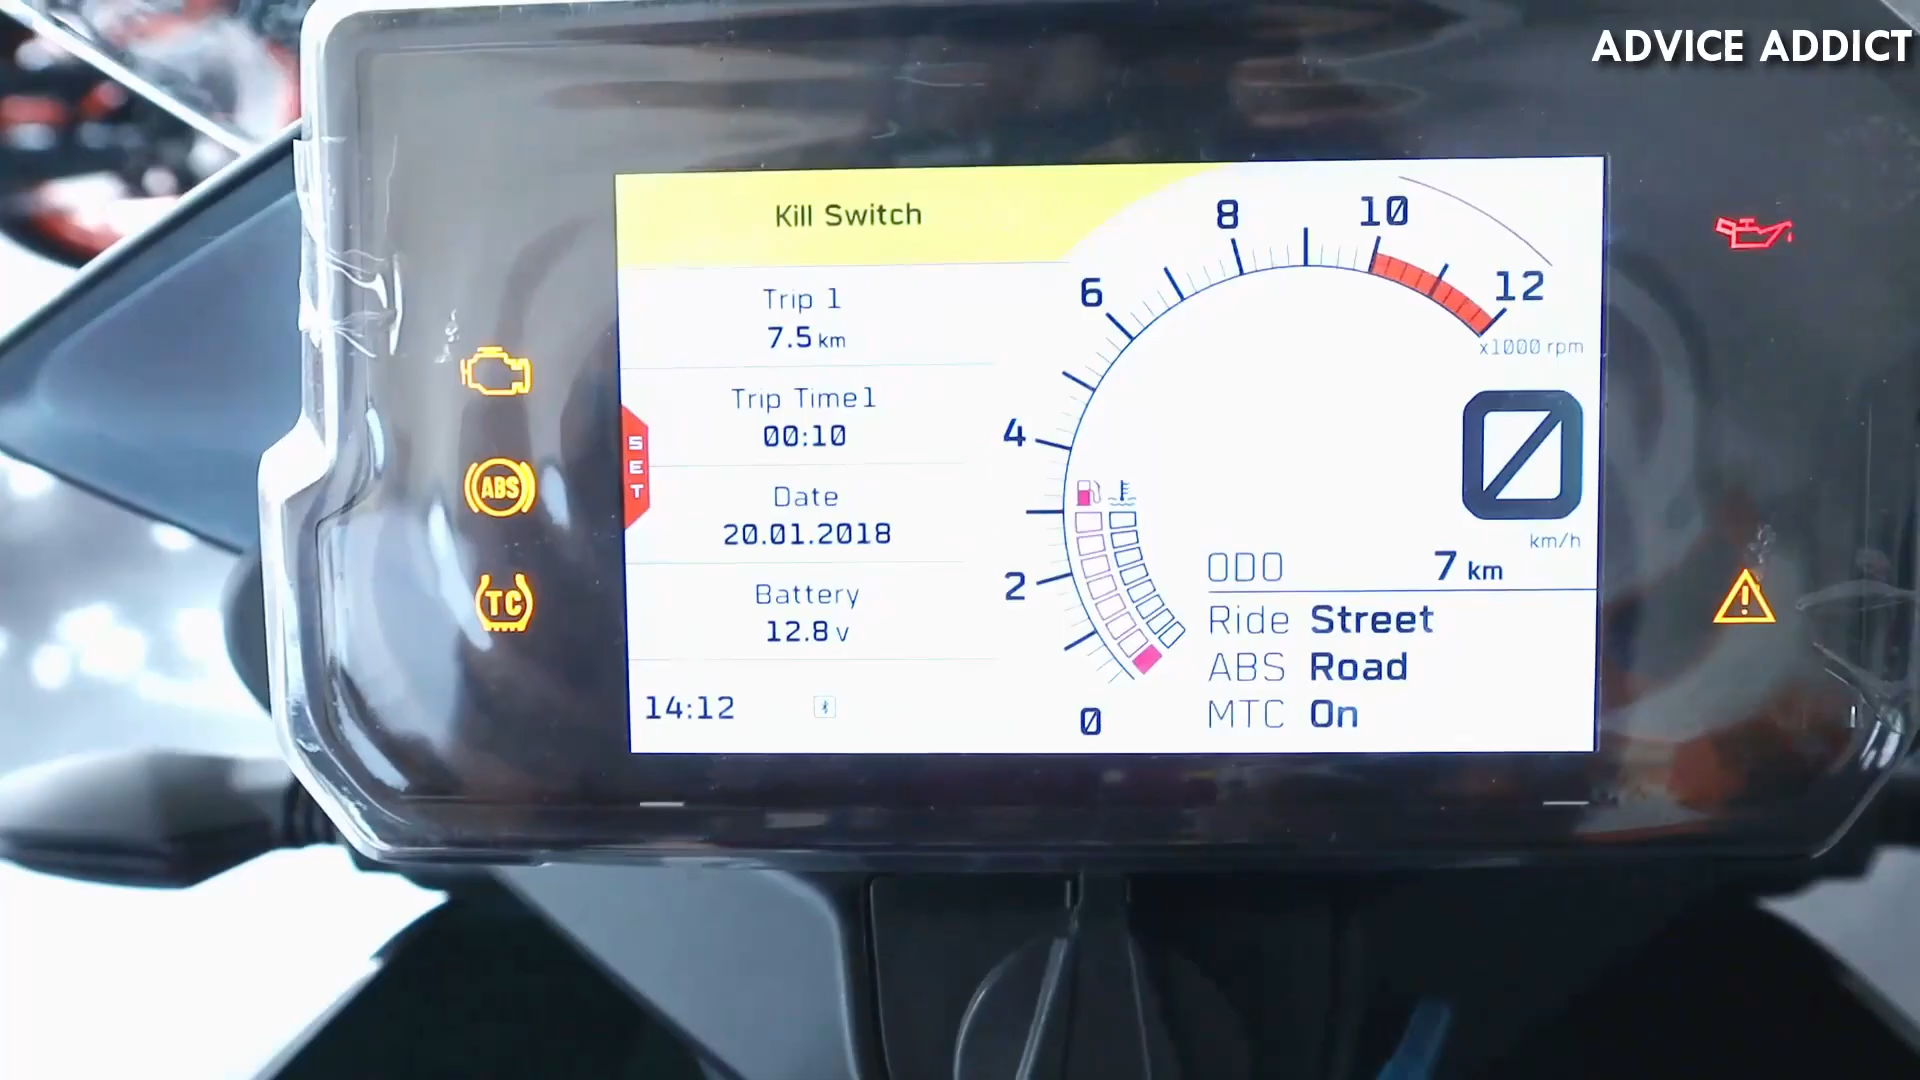 ADVICE ADDICT
Kill Switch
Trip 1
7.5 km
Trip Time1
00:10
Date
20.01.2018
Battery
12.8 v
14:12
SET
0
2
4
6
8
10
12
x1000 rpm
0
km/h
ODO 7 km
Ride Street
ABS Road
MTC On
ABS
TC